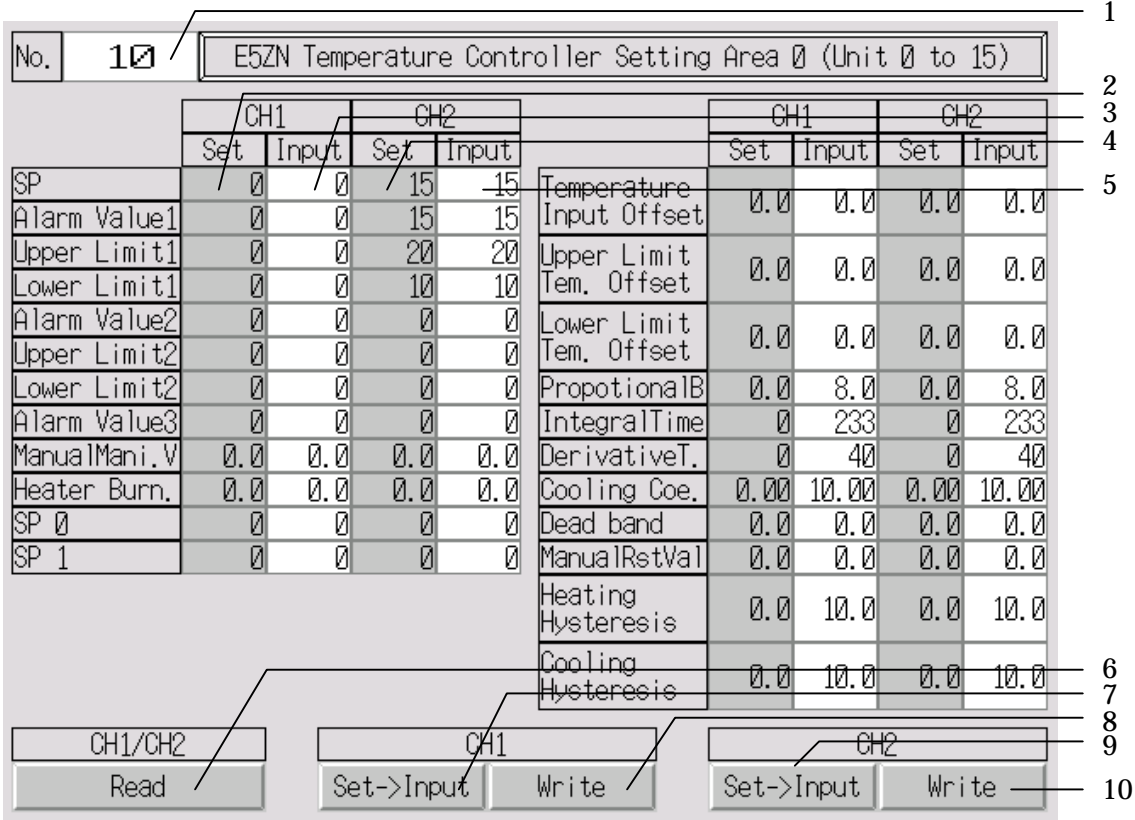 1
No. 10 E5ZN Temperature Controller Setting Area 0 (Unit 0 to 15)
2
3
4
5
CH1 CH2
Set Input Set Input
SP 0 0 15 15
Alarm Value1 0 0 15 15
Upper Limit1 0 0 20 20
Lower Limit1 0 0 10 10
Alarm Value2 0 0 0 0
Upper Limit2 0 0 0 0
Lower Limit2 0 0 0 0
Alarm Value3 0 0 0 0
ManualMani.V 0.0 0.0 0.0 0.0
Heater Burn. 0.0 0.0 0.0 0.0
SP 0 0 0 0 0
SP 1 0 0 0 0
CH1 CH2
Set Input Set Input
Temperature
Input Offset 0.0 0.0 0.0 0.0
Upper Limit
Tem. Offset 0.0 0.0 0.0 0.0
Lower Limit
Tem. Offset 0.0 0.0 0.0 0.0
PropotionalB 0.0 8.0 0.0 8.0
IntegralTime 0 233 0 233
DerivativeT. 0 40 0 40
Cooling Coe. 0.00 10.00 0.00 10.00
Dead band 0.0 0.0 0.0 0.0
ManualRstVal 0.0 0.0 0.0 0.0
Heating
Hysteresis 0.0 10.0 0.0 10.0
Cooling
Hysteresis 0.0 10.0 0.0 10.0
6
7
8
9
CH1/CH2 CH1 CH2
Read Set->Input Write Set->Input Write 10